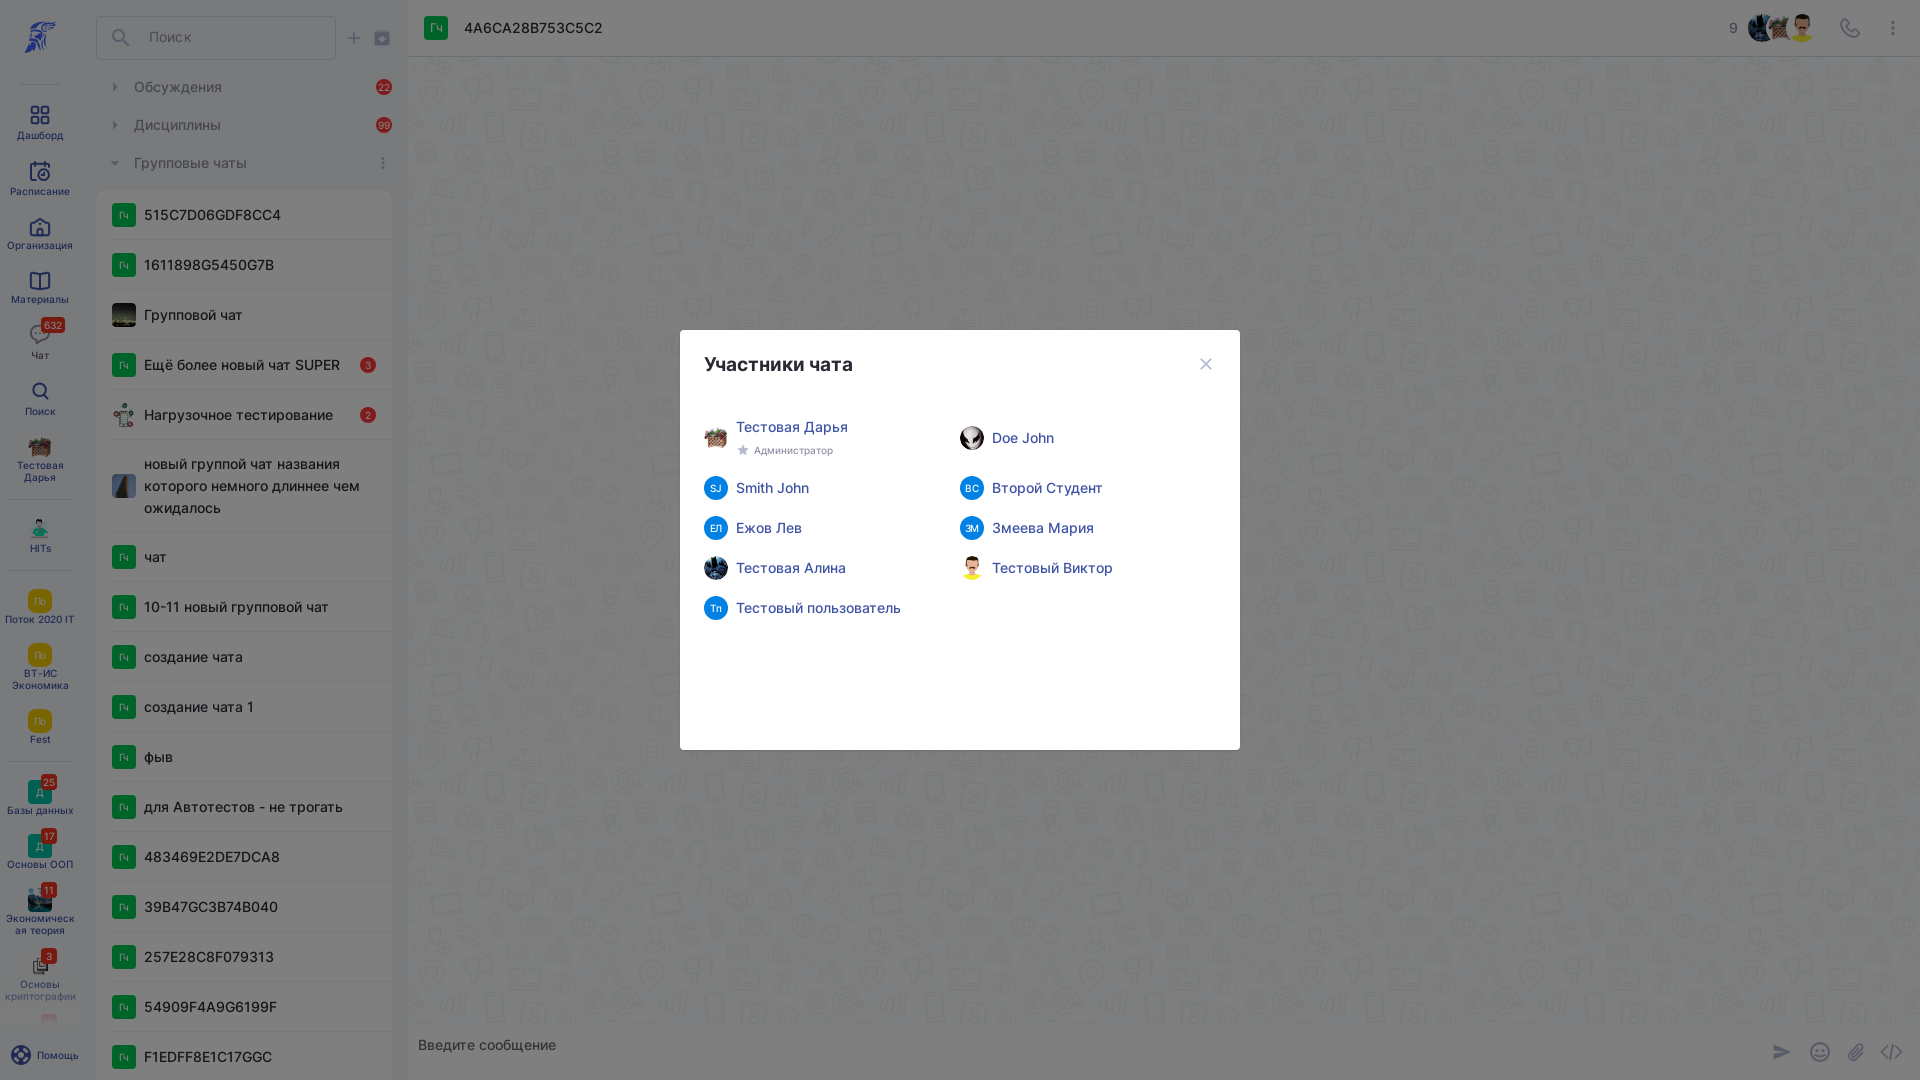 Дашборд
Расписание
Организация
Материалы
632
Чат
Поиск
Тестовая
Дарья
HITs
По
Поток 2020 IT
По
ВТ-ИС
Экономика
По
Fest
25
Д
Базы данных
17
Д
Основы ООП
11
Экономическ
ая теория
3
Основы
криптографии
Помощь
Поиск
Обсуждения
22
Дисциплины
99
Групповые чаты
Гч
515C7D06GDF8CC4
Гч
1611898G5450G7B
Групповой чат
Гч
Ещё более новый чат SUPER
3
Нагрузочное тестирование
2
новый группой чат названия
которого немного длиннее чем
ожидалось
Гч
чат
Гч
10-11 новый групповой чат
Гч
создание чата
Гч
создание чата 1
Гч
фыв
Гч
для Автотестов - не трогать
Гч
483469E2DE7DCA8
Гч
39B47GC3B74B040
Гч
257E28C8F079313
Гч
54909F4A9G6199F
Гч
F1EDFF8E1C17GGC
Гч
4A6CA28B753C5C2
9
Участники чата
Тестовая Дарья
Администратор
Doe John
SJ
Smith John
ВС
Второй Студент
ЕЛ
Ежов Лев
ЗМ
Змеева Мария
Тестовая Алина
Тестовый Виктор
Тп
Тестовый пользователь
Введите сообщение